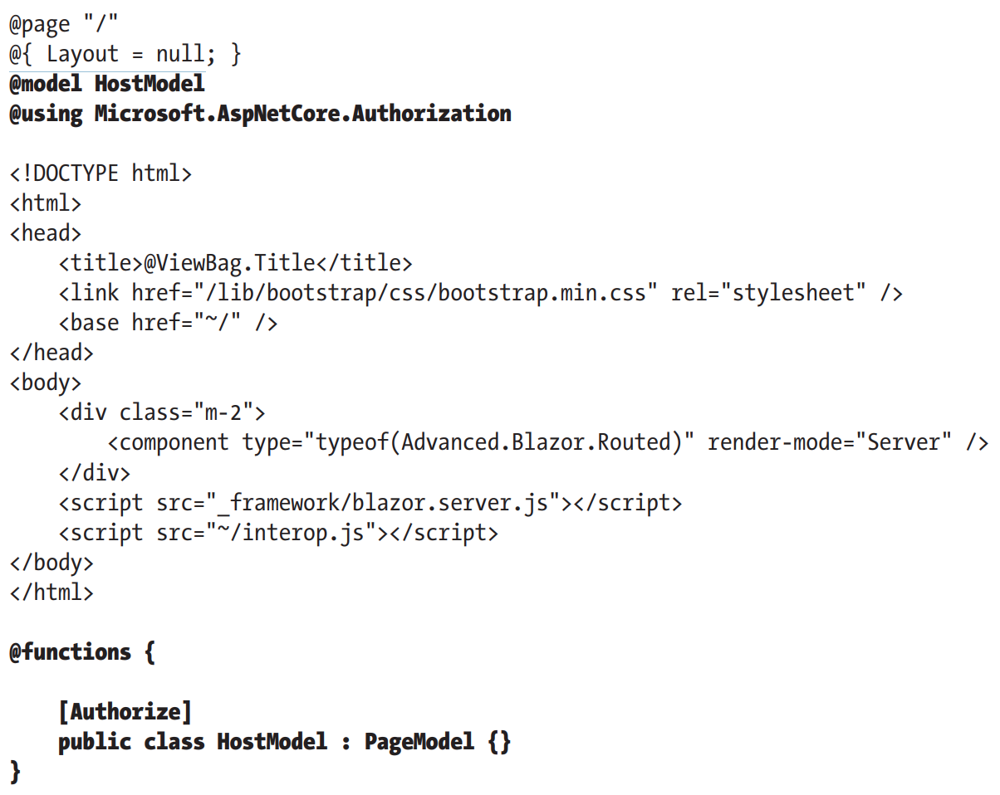 @page "/"
@{ Layout = null; }
@model HostModel
@using Microsoft.AspNetCore.Authorization

<!DOCTYPE html>
<html>
<head>
    <title>@ViewBag.Title</title>
    <link href="/lib/bootstrap/css/bootstrap.min.css" rel="stylesheet" />
    <base href="~/" />
</head>
<body>
    <div class="m-2">
        <component type="typeof(Advanced.Blazor.Routed)" render-mode="Server" />
    </div>
    <script src="_framework/blazor.server.js"></script>
    <script src="~/interop.js"></script>
</body>
</html>

@functions {

    [Authorize]
    public class HostModel : PageModel {}
}